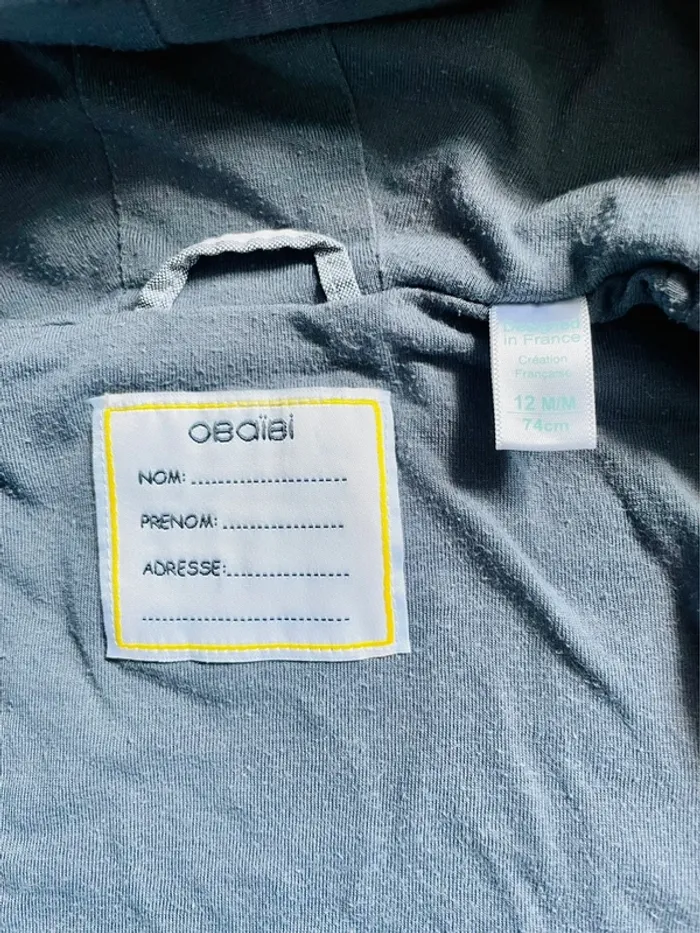 OBaïBi
NOM:
PRENOM:
ADRESSE:
Designed
in France
Création
Française
12 M/M
74cm